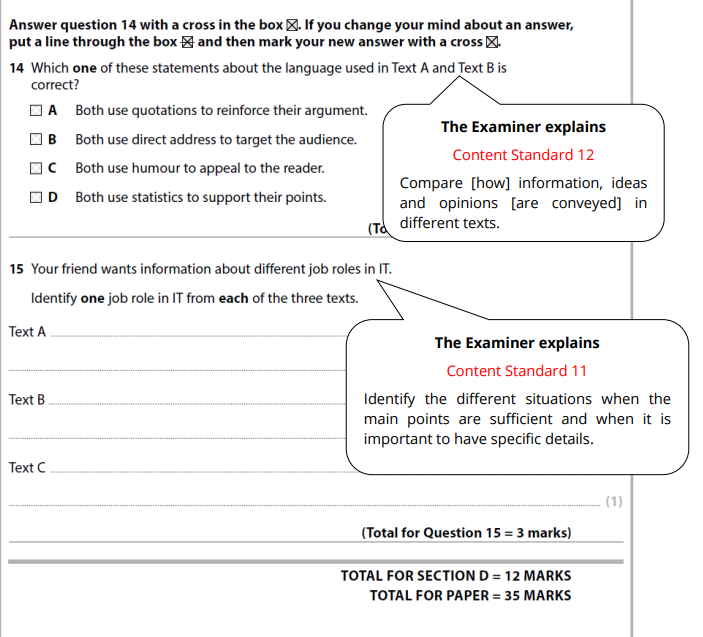 Answer question 14 with a cross in the box ☒. If you change your mind about an answer,
put a line through the box ☒ and then mark your new answer with a cross ☒.
14 Which one of these statements about the language used in Text A and Text B is
correct?
A Both use quotations to reinforce their argument.
B Both use direct address to target the audience.
C Both use humour to appeal to the reader.
D Both use statistics to support their points.
The Examiner explains
Content Standard 12
Compare [how] information, ideas
and opinions [are conveyed] in
different texts.
15 Your friend wants information about different job roles in IT.
Identify one job role in IT from each of the three texts.
Text A
Text B
Text C
The Examiner explains
Content Standard 11
Identify the different situations when the
main points are sufficient and when it is
important to have specific details.
(1)
(Total for Question 15 = 3 marks)
TOTAL FOR SECTION D = 12 MARKS
TOTAL FOR PAPER = 35 MARKS